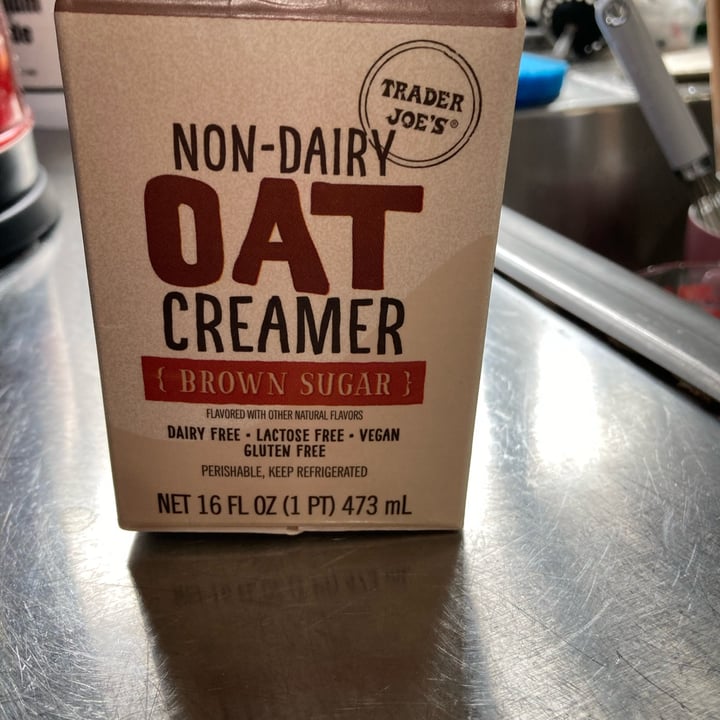 TRADER
JOE'S®
NON-DAIRY
OAT
CREAMER
{ BROWN SUGAR }
FLAVORED WITH OTHER NATURAL FLAVORS
DAIRY FREE • LACTOSE FREE • VEGAN
GLUTEN FREE
PERISHABLE, KEEP REFRIGERATED
NET 16 FL OZ (1 PT) 473 mL